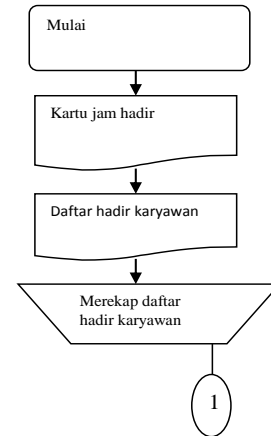 Mulai
Kartu jam hadir
Daftar hadir karyawan
Merekap daftar
hadir karyawan
1